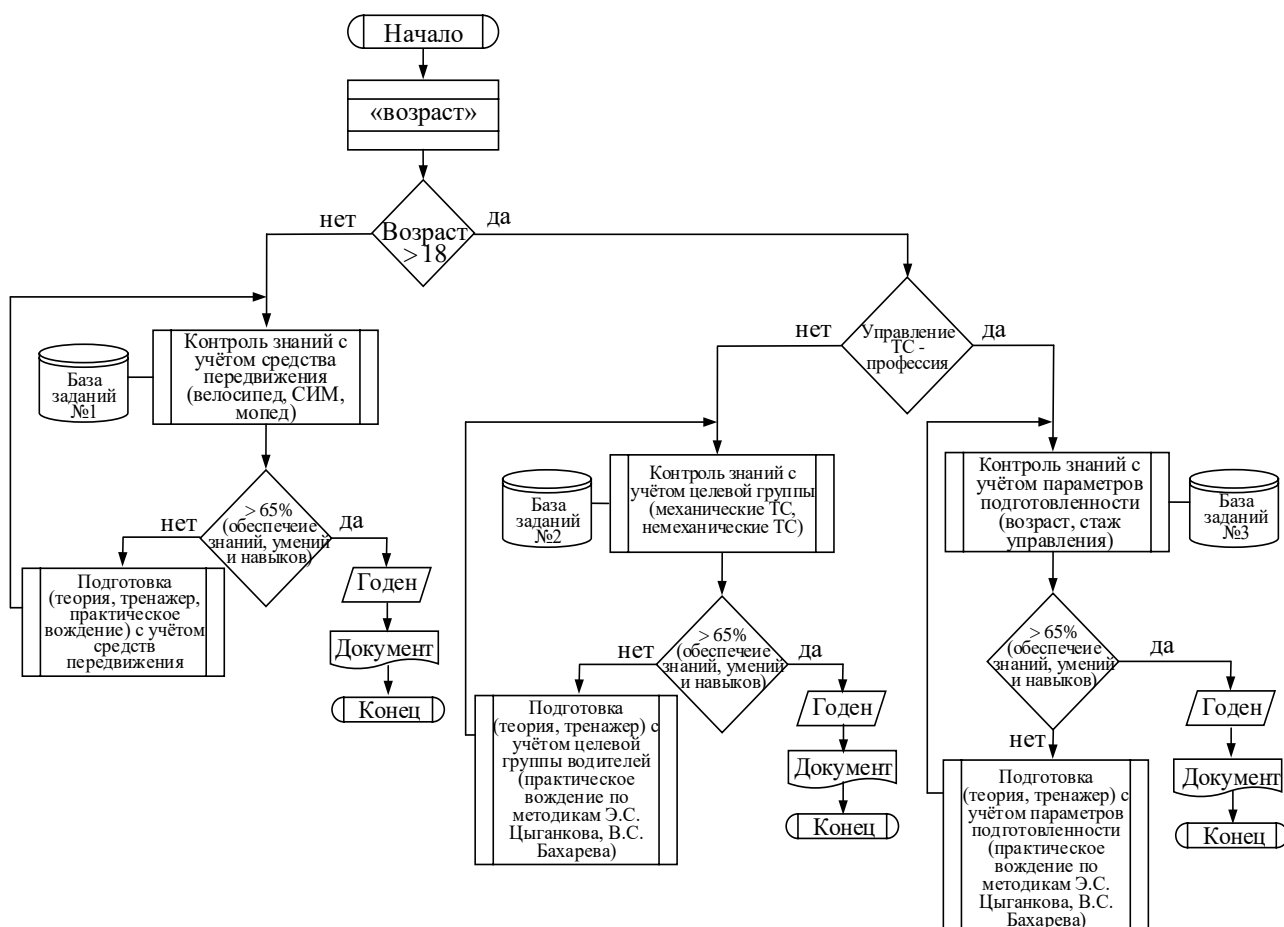 Начало
«возраст»
нет
да
Возраст
> 18
нет
Управление
ТС -
профессия
да
База
заданий
№1
Контроль знаний с
учётом средства
передвижения
(велосипед, СИМ,
мопед)
База
заданий
№2
Контроль знаний с
учётом целевой группы
(механические ТС,
немеханические ТС)
Контроль знаний с
учётом параметров
подготовленности
(возраст, стаж
управления)
База
заданий
№3
нет
> 65%
(обеспечеие
знаний, умений
и навыков)
да
Подготовка
(теория, тренажер,
практическое
вождение) с учётом
средств
передвижения
Годен
Документ
Конец
нет
> 65%
(обеспечеие
знаний, умений
и навыков)
да
Подготовка
(теория, тренажер) с
учётом целевой
группы водителей
(практическое
вождение по
методикам Э.С.
Цыганкова, В.С.
Бахарева)
Годен
Документ
Конец
> 65%
(обеспечеие
знаний, умений
и навыков)
да
нет
Подготовка
(теория, тренажер) с
учётом параметров
подготовленности
(практическое
вождение по
методикам Э.С.
Цыганкова, В.С.
Бахарева)
Годен
Документ
Конец